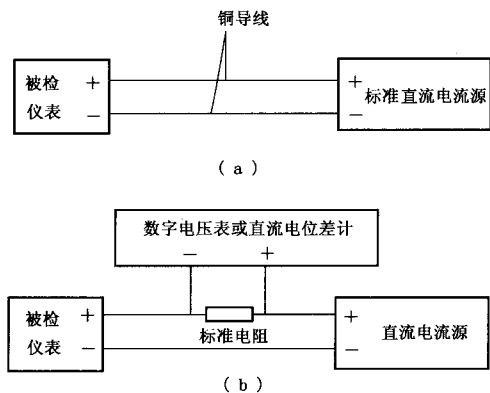 铜导线
被检 +
仪表 −
+ 标准直流电流源
−
( a )
数字电压表或直流电位差计
− +
被检 +
仪表 −
标准电阻
+ 直流电流源
−
( b )